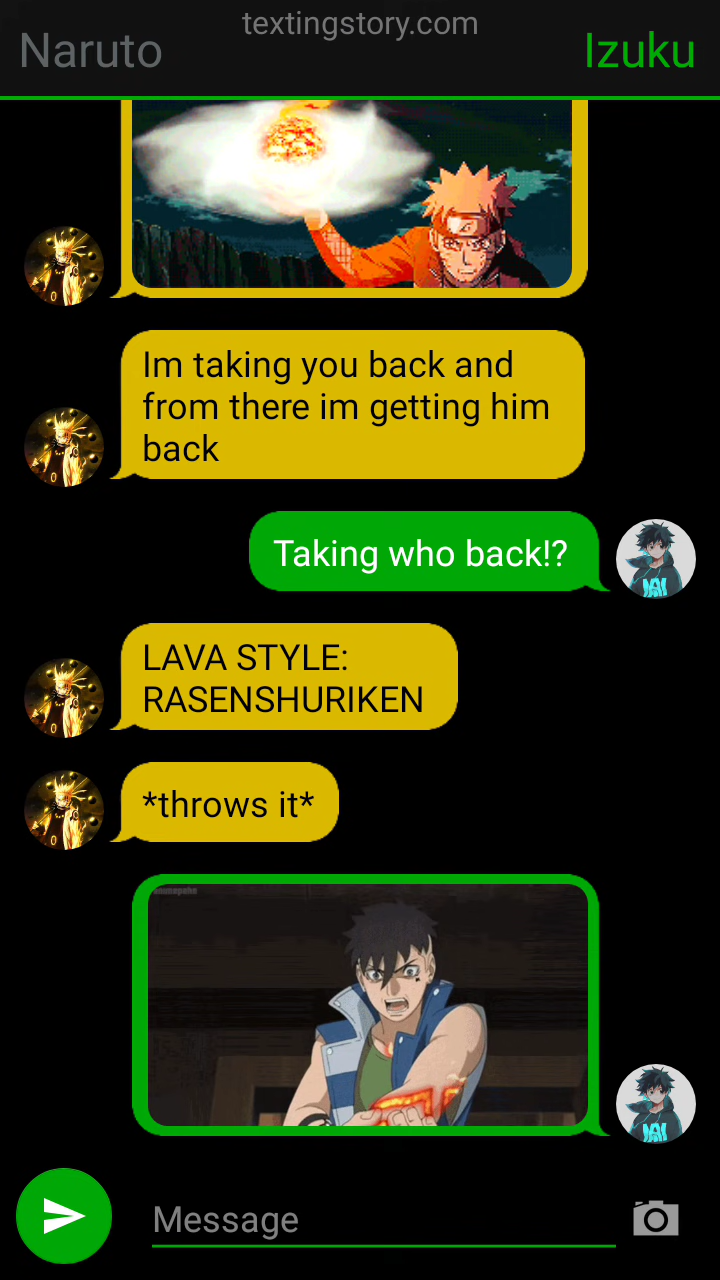 textingstory.com
Naruto
Izuku
Im taking you back and
from there im getting him
back
Taking who back!?
LAVA STYLE:
RASENSHURIKEN
*throws it*
Message